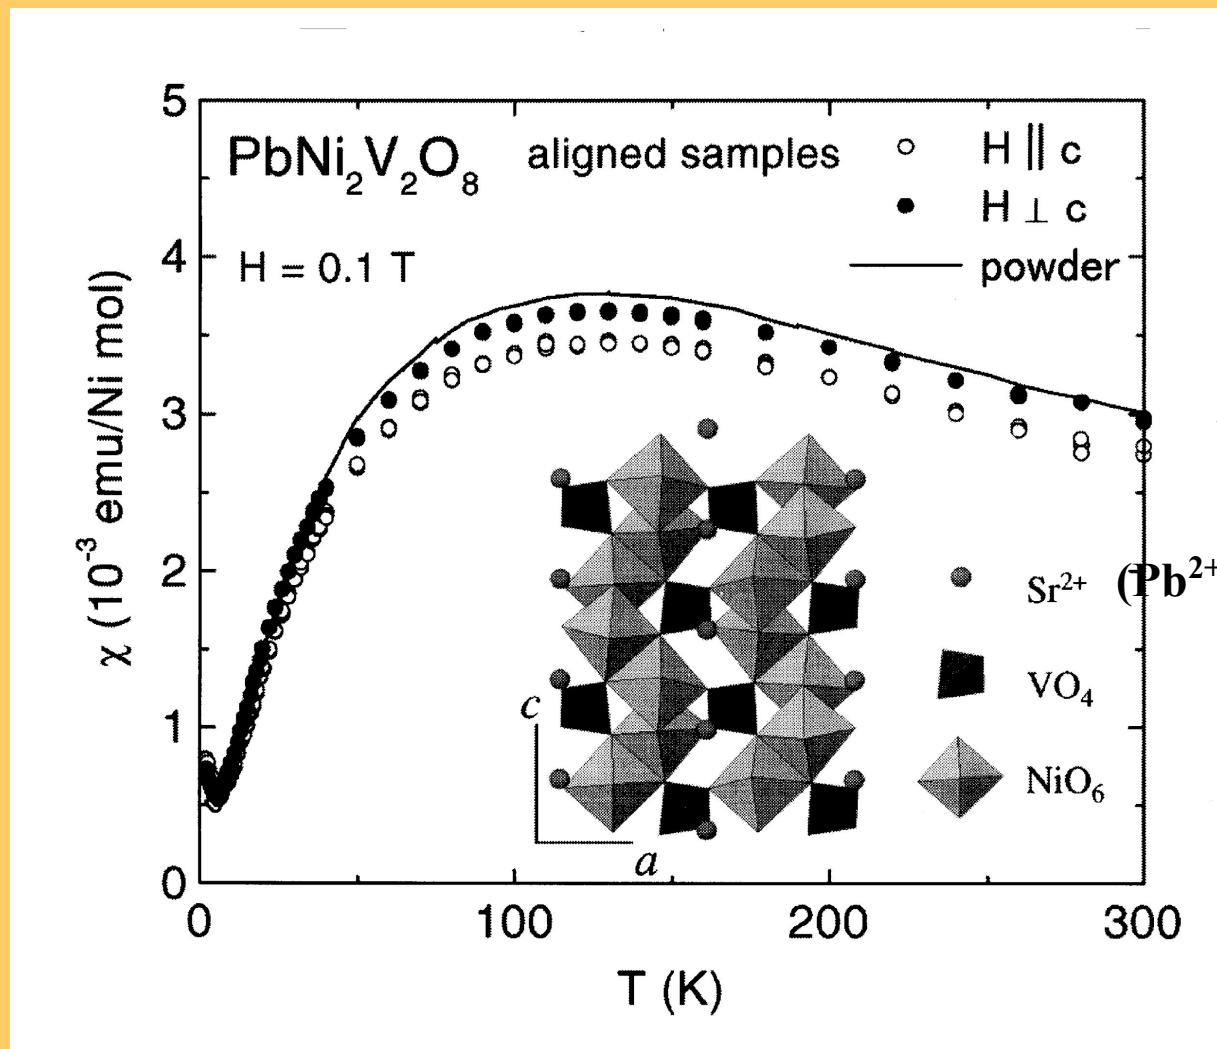 PbNi₂V₂O₈ aligned samples
H || c
H ⊥ c
H = 0.1 T
powder
χ (10⁻³ emu/Ni mol)
5
4
3
2
1
0
Sr²⁺ (Pb²⁺
VO₄
NiO₆
c
a
0 100 200 300
T (K)